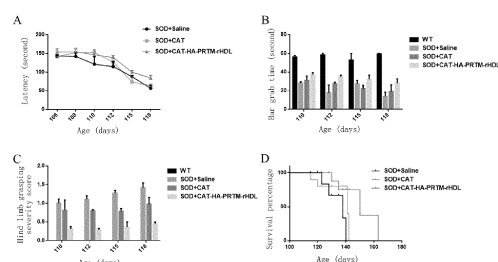 A
SOD+Saline
SOD+CAT
SOD+CAT-HA-PRTM-rHDL
Latency (second)
200
150
100
50
0
106 109 110 112 115 118
Age (days)
B
WT
SOD+Saline
SOD+CAT
SOD+CAT-HA-PRTM-rHDL
Bar grab time (second)
80
60
40
20
0
110 112 115 118
Age (days)
C
WT
SOD+Saline
SOD+CAT
SOD+CAT-HA-PRTM-rHDL
Hind limb grasping
severity score
2.0
1.5
1.0
0.5
0.0
110 112 115 118
Age (days)
D
SOD+Saline
SOD+CAT
SOD+CAT-HA-PRTM-rHDL
Survival percentage
100
50
0
100 120 140 160 180
Age (days)